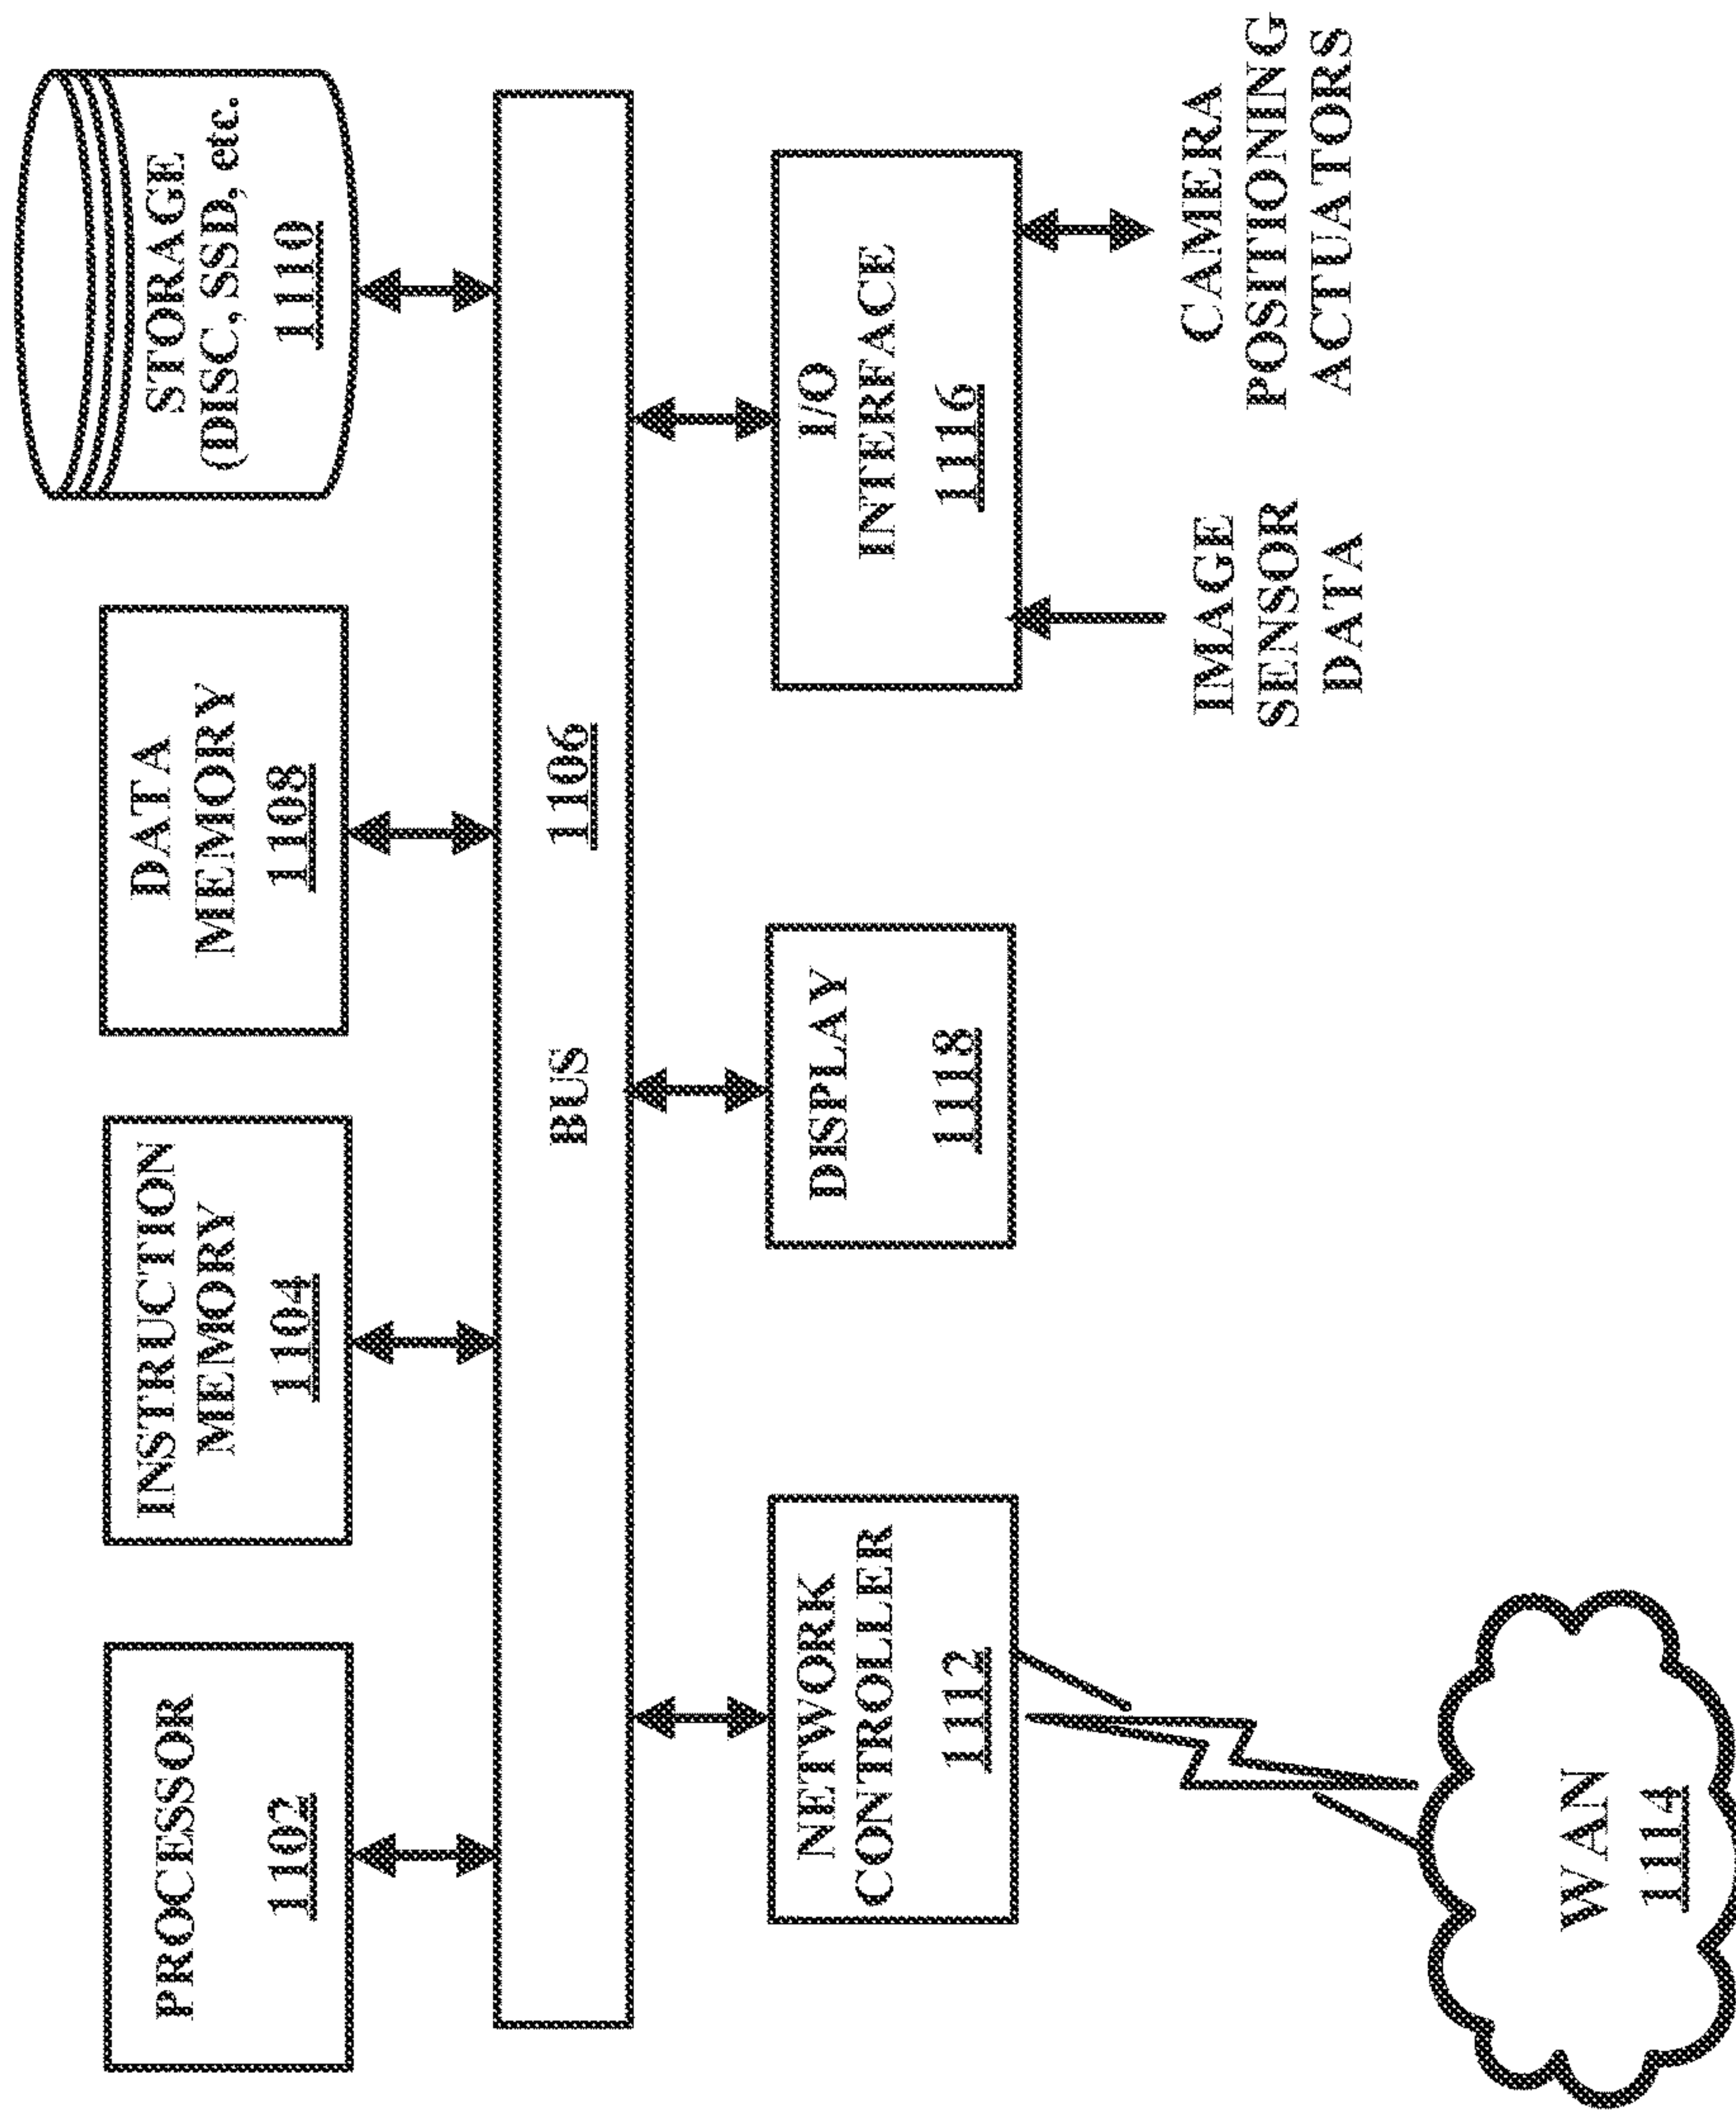 PROCESSOR
1102
INSTRUCTION
MEMORY
1104
DATA
MEMORY
1108
STORAGE
(DISC, SSD, etc.
1110
BUS 1106
NETWORK
CONTROLLER
1112
DISPLAY
1118
I/O
INTERFACE
1116
WAN
1114
IMAGE
SENSOR
DATA
CAMERA
POSITIONING
ACTUATORS